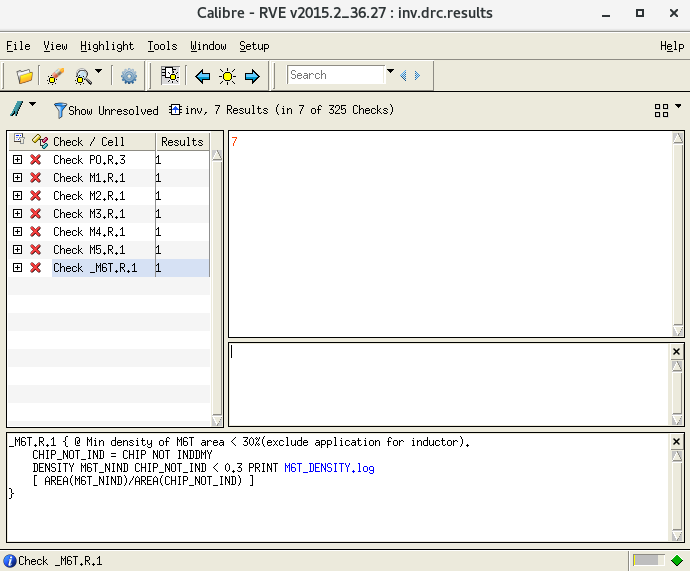 Calibre - RVE v2015.2_36.27 : inv.drc.results
File View Highlight Tools Window Setup Help
Search
Show Unresolved inv, 7 Results (in 7 of 325 Checks)
Check / Cell Results
Check PO.R.3 1
Check M1.R.1 1
Check M2.R.1 1
Check M3.R.1 1
Check M4.R.1 1
Check M5.R.1 1
Check _M6T.R.1 1
7
_M6T.R.1 { @ Min density of M6T area < 30%(exclude application for inductor).
CHIP_NOT_IND = CHIP NOT INDDMY
DENSITY M6T_NIND CHIP_NOT_IND < 0.3 PRINT M6T_DENSITY.log
[ AREA(M6T_NIND)/AREA(CHIP_NOT_IND) ]
}
Check _M6T.R.1